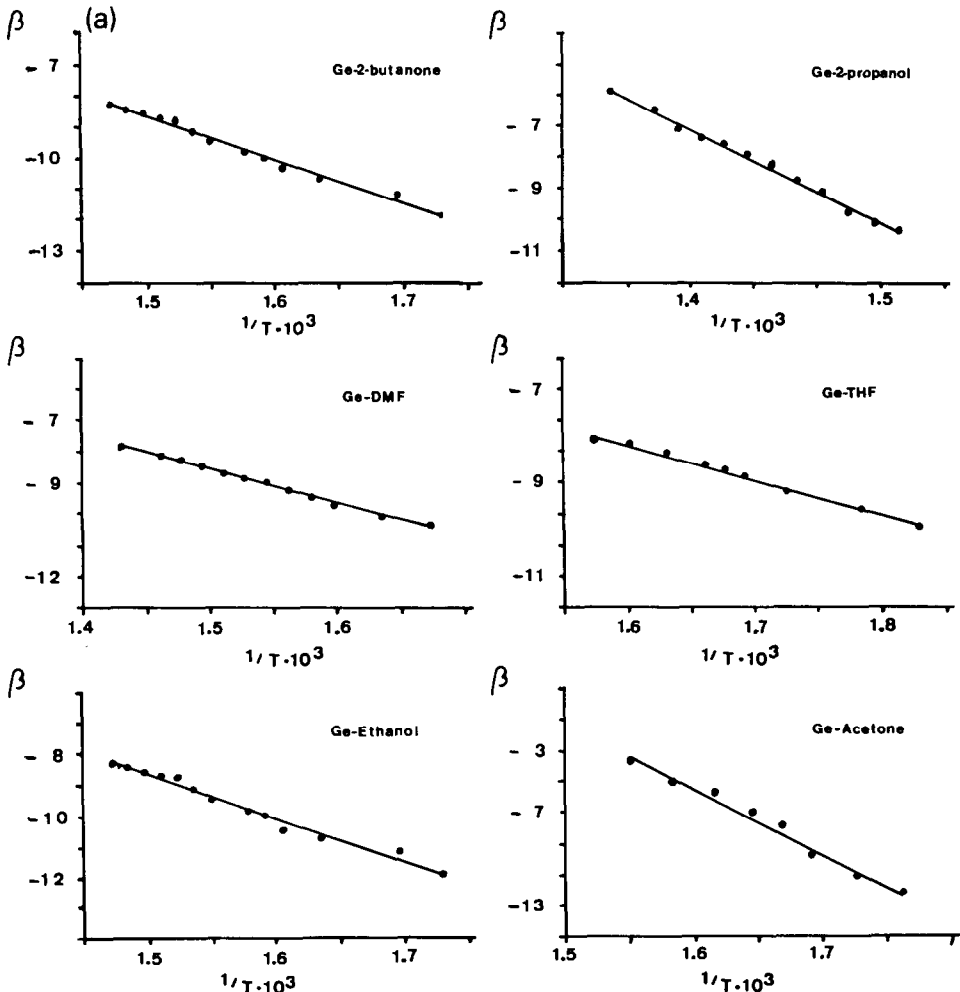 β (a)
- 7
- 10
- 13
Ge-2-butanone
1.5 1.6 1.7
1/T·10³
β
- 7
- 9
- 11
Ge-2-propanol
1.4 1.5
1/T·10³
β
- 7
- 9
- 12
Ge-DMF
1.4 1.5 1.6
1/T·10³
β
- 7
- 9
- 11
Ge-THF
1.6 1.7 1.8
1/T·10³
β
- 8
- 10
- 12
Ge-Ethanol
1.5 1.6 1.7
1/T·10³
β
- 3
- 7
- 13
Ge-Acetone
1.5 1.6 1.7
1/T·10³